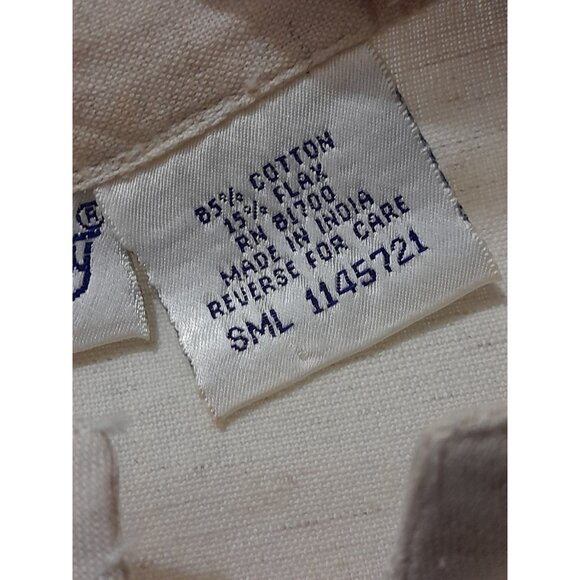 85% COTTON
15% FLAX
RN 81700
MADE IN INDIA
REVERSE FOR CARE
SML 1145721
®